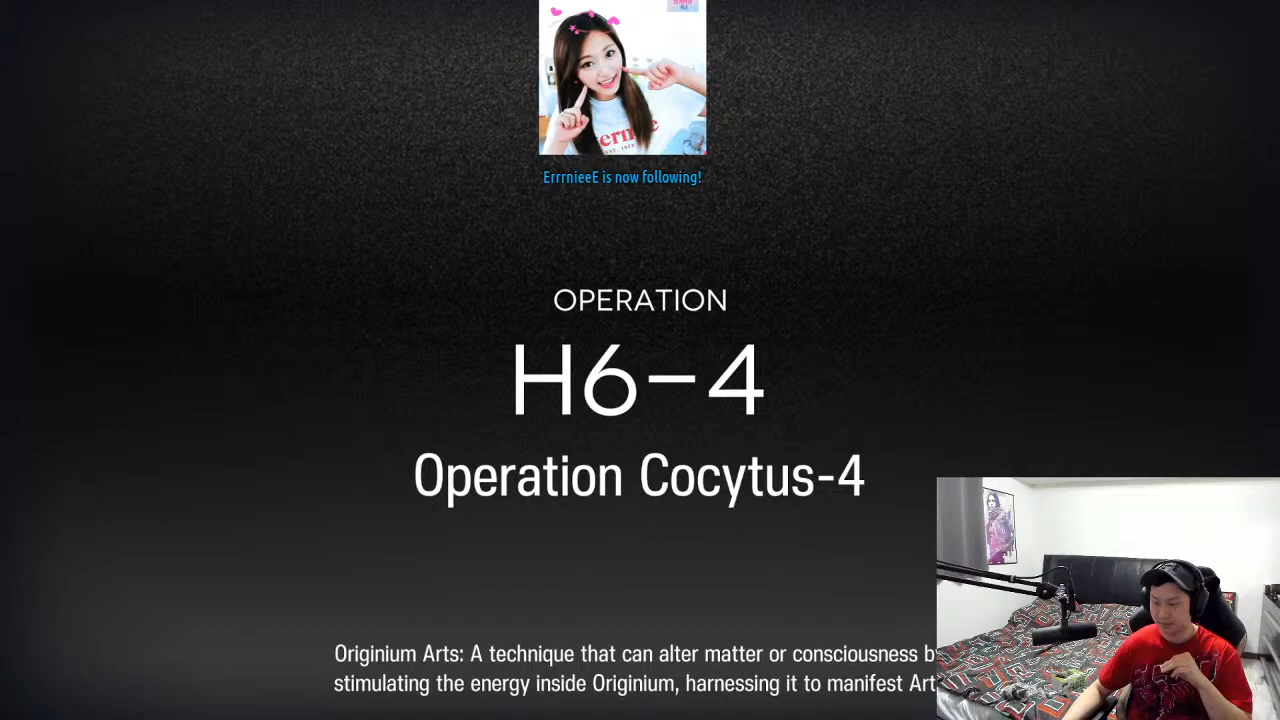 ErrrnieeE is now following!
OPERATION
H6-4
Operation Cocytus-4
Originium Arts: A technique that can alter matter or consciousness b
stimulating the energy inside Originium, harnessing it to manifest Art